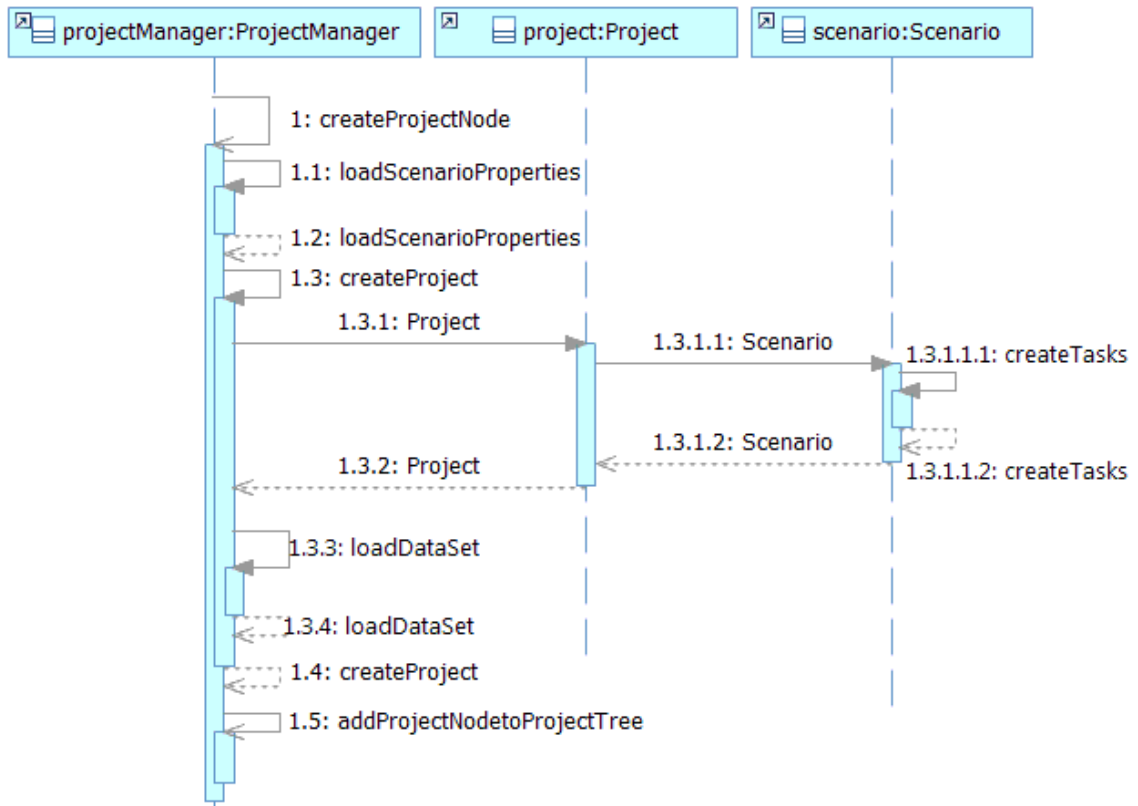 projectManager:ProjectManager
project:Project
scenario:Scenario
1: createProjectNode
1.1: loadScenarioProperties
1.2: loadScenarioProperties
1.3: createProject
1.3.1: Project
1.3.1.1: Scenario
1.3.1.1.1: createTasks
1.3.1.2: Scenario
1.3.2: Project
1.3.1.1.2: createTasks
1.3.3: loadDataSet
1.3.4: loadDataSet
1.4: createProject
1.5: addProjectNodetoProjectTree